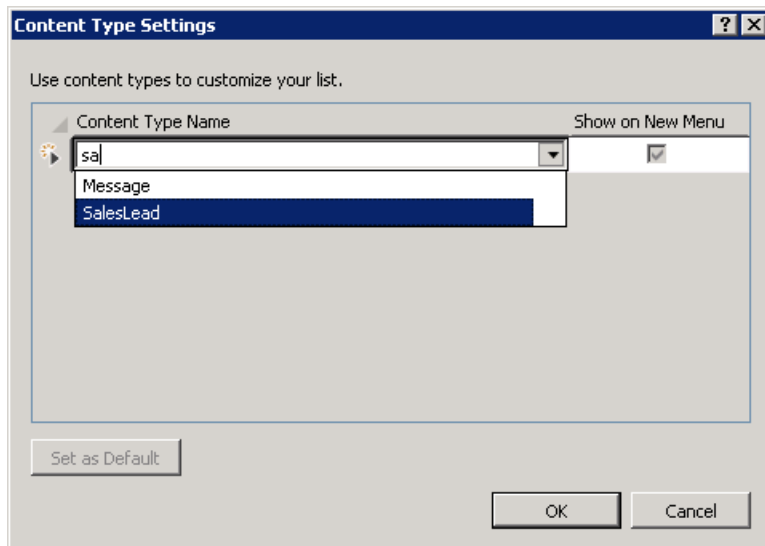 Content Type Settings
Use content types to customize your list.
Content Type Name Show on New Menu
sa
Message
SalesLead
Set as Default
OK Cancel